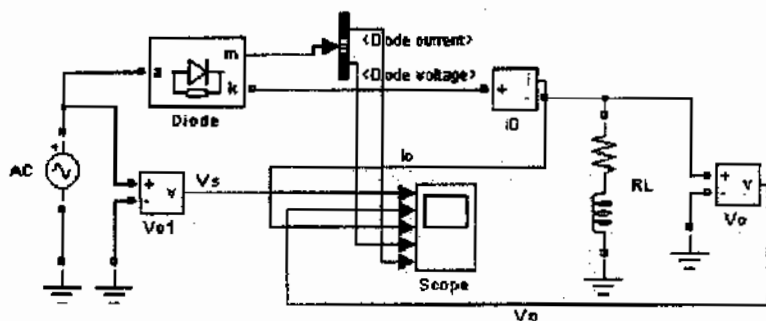 m
<Diode current>
a
k
<Diode voltage>
+
i
-
Diode
i0
Io
+
AC
+
v
-
Vs
RL
+
v
-
Vo1
Vo
Scope
Vo